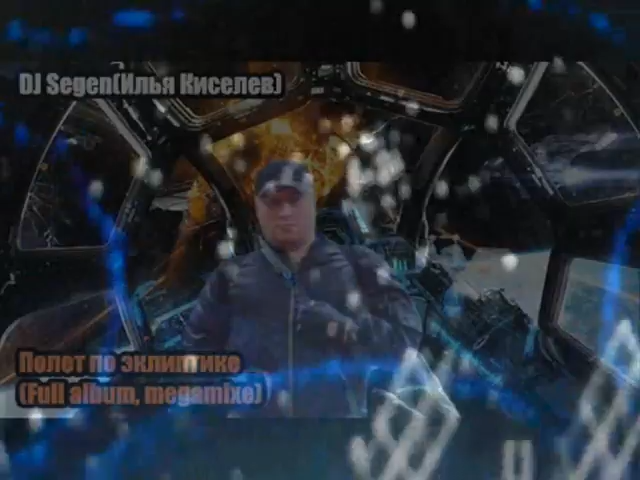 DJ Segen(Илья Киселев)
Полет по эклиптике
(Full album, megamixe)